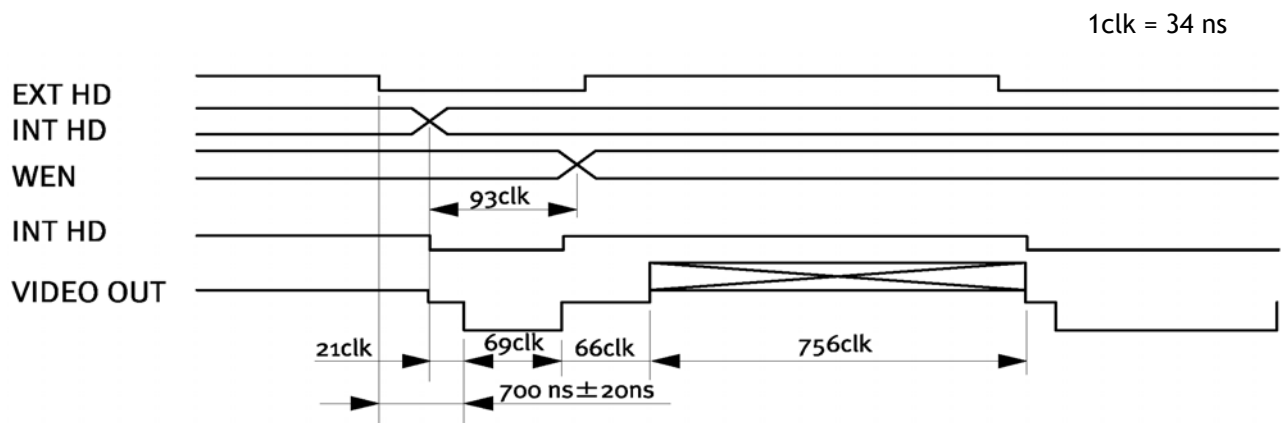 1clk = 34 ns
EXT HD
INT HD
WEN
93clk
INT HD
VIDEO OUT
21clk
69clk
66clk
756clk
700 ns±20ns